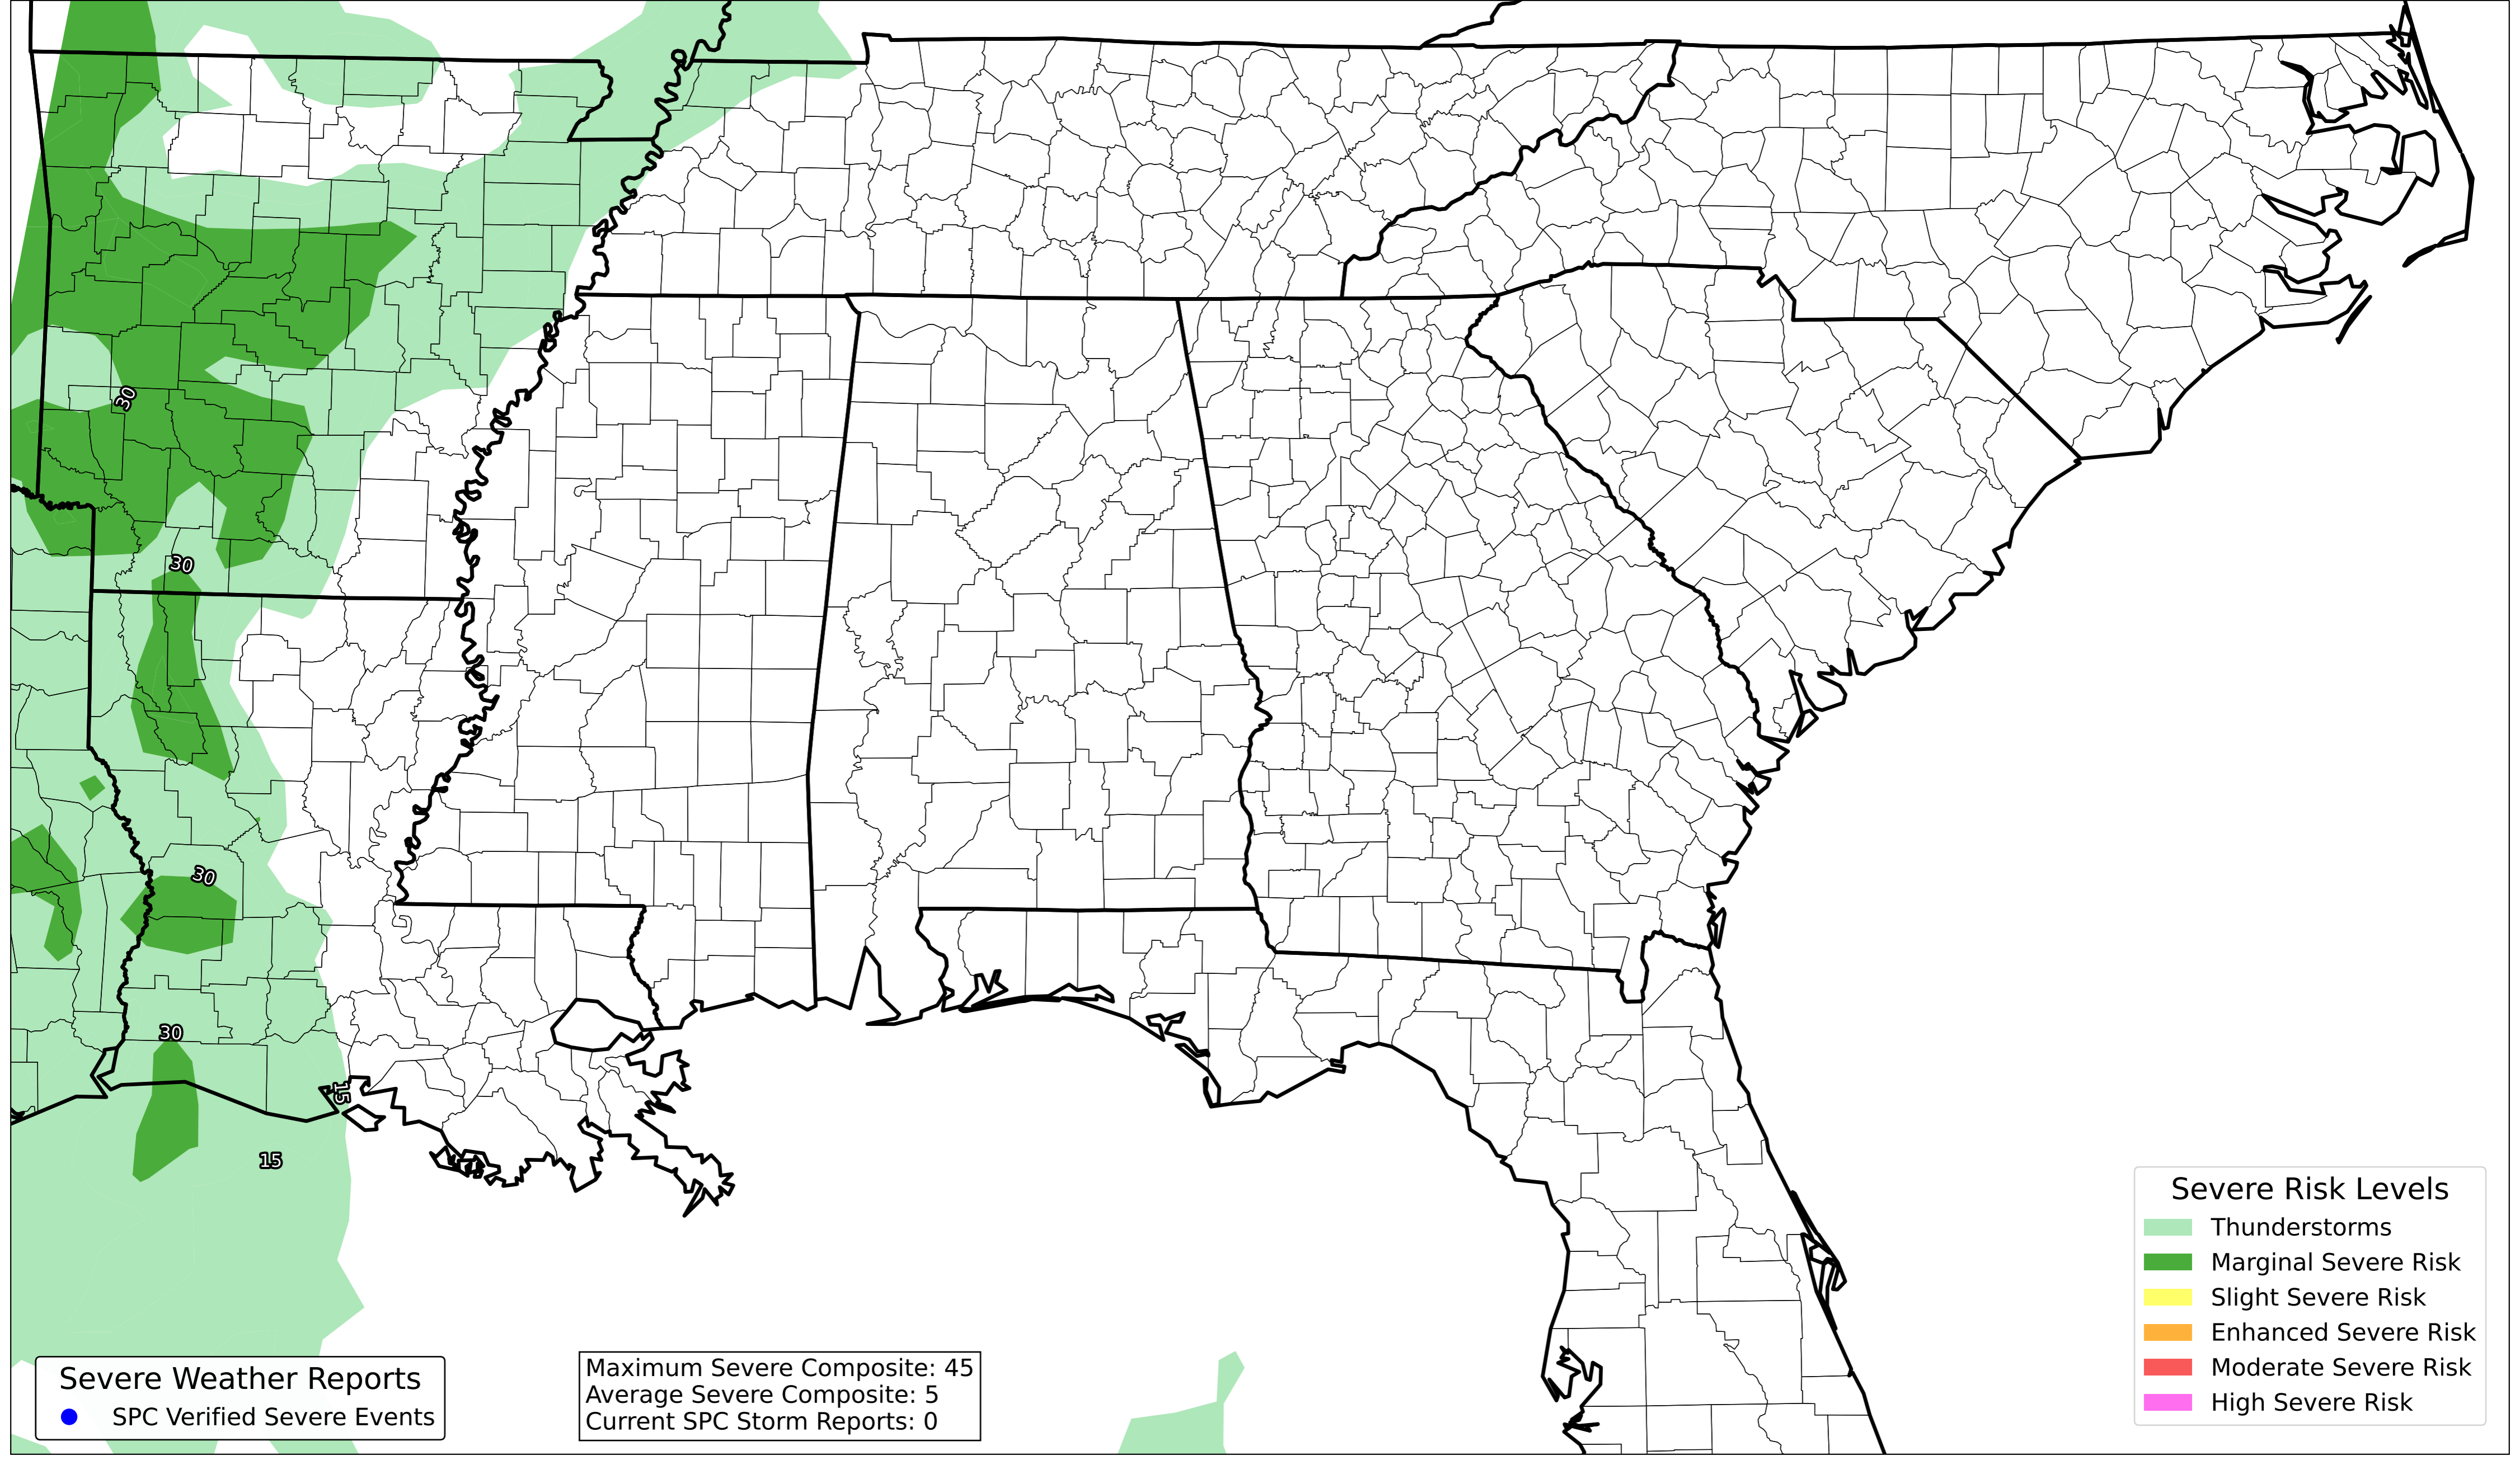 30
30
30
30
15
15
Severe Weather Reports
SPC Verified Severe Events
Maximum Severe Composite: 45
Average Severe Composite: 5
Current SPC Storm Reports: 0
Severe Risk Levels
Thunderstorms
Marginal Severe Risk
Slight Severe Risk
Enhanced Severe Risk
Moderate Severe Risk
High Severe Risk